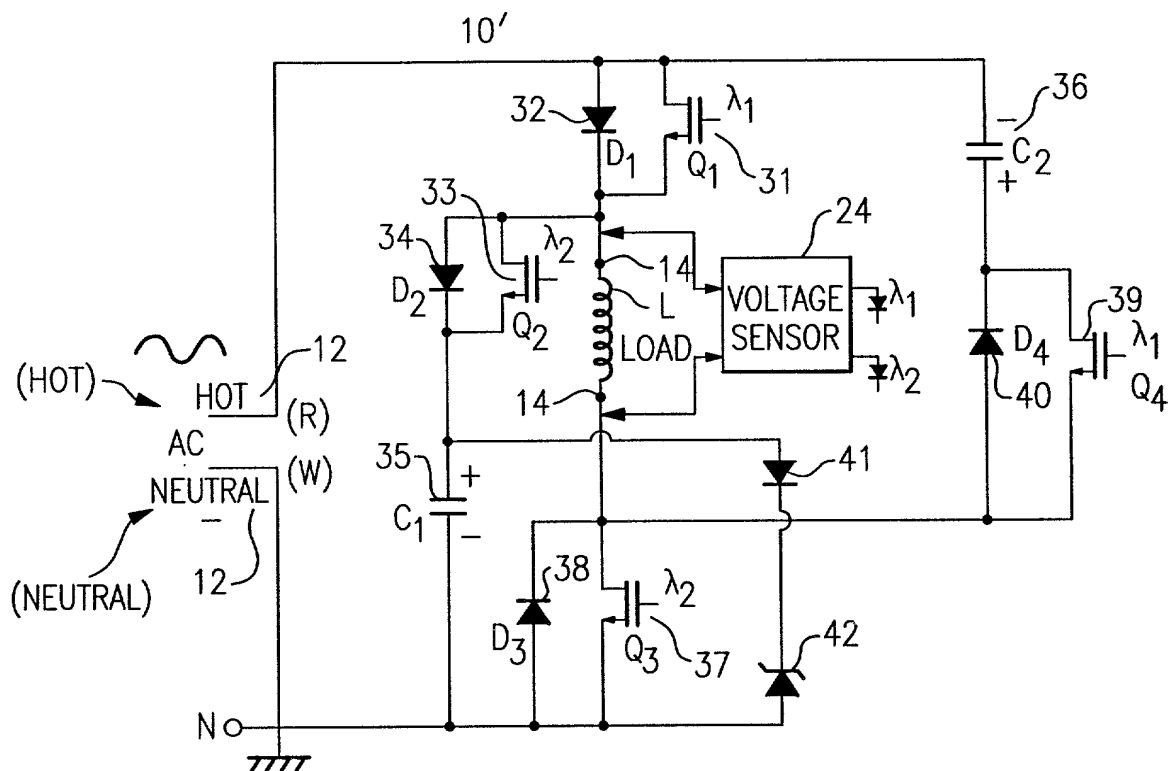 10′
32
D1
λ1
Q1
31
36
−
C2
+
33
34
D2
λ2
Q2
14
L
LOAD
24
VOLTAGE
SENSOR
λ1
λ2
39
D4
λ1
40
Q4
(HOT)
HOT
12
(R)
AC
(W)
NEUTRAL
−
12
(NEUTRAL)
14
35
+
C1
−
41
38
D3
λ2
Q3
37
42
N